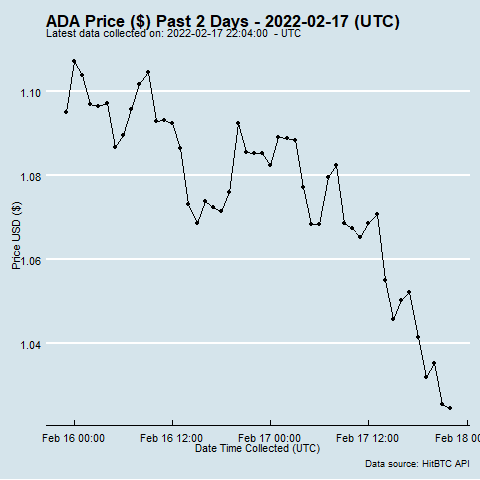 ADA Price ($) Past 2 Days - 2022-02-17 (UTC)
Latest data collected on: 2022-02-17 22:04:00  - UTC
Price USD ($)
1.10
1.08
1.06
1.04
Feb 16 00:00
Feb 16 12:00
Feb 17 00:00
Feb 17 12:00
Feb 18 00
Date Time Collected (UTC)
Data source: HitBTC API